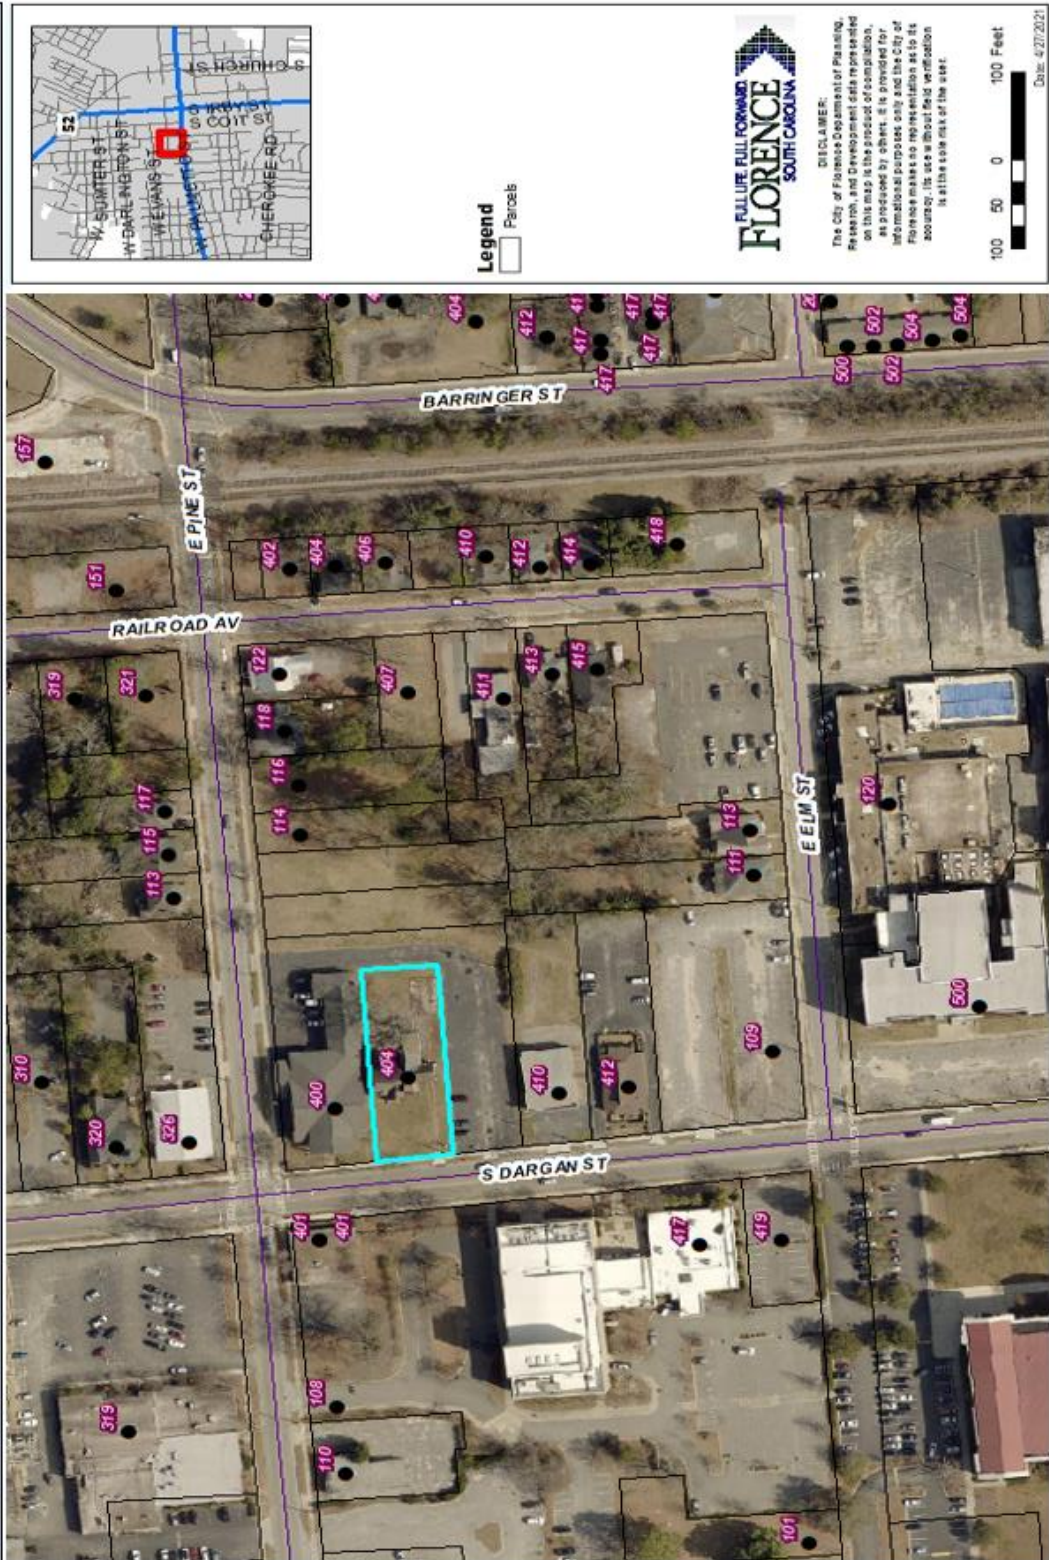 52
W SUMTER ST
W DARLINGTON ST
W EVANS ST
W PALMETTO ST
S COIT ST
S IRBY ST
S CHURCH ST
CHEROKEE RD
Legend
Parcels
FULL LIFE. FULL FORWARD.
FLORENCE
SOUTH CAROLINA
DISCLAIMER:
The City of Florence Department of Planning,
Research, and Development data represented
on this map is the product of compilation,
as produced by others. It is provided for
informational purposes only and the City of
Florence makes no representation as to its
accuracy. Its use without field verification
is at the sole risk of the user.
100 50 0 100 Feet
Date: 4/27/2021
E PINE ST
BARRINGER ST
RAILROAD AV
E ELM ST
S DARGAN ST
157
151
319
321
117
115
113
310
320
326
319
404
412
417
417
417
417
500
502
502
504
504
402
404
406
410
412
414
418
122
118
116
114
407
411
413
415
113
111
120
500
109
400
404
410
412
401
401
417
419
108
110
101